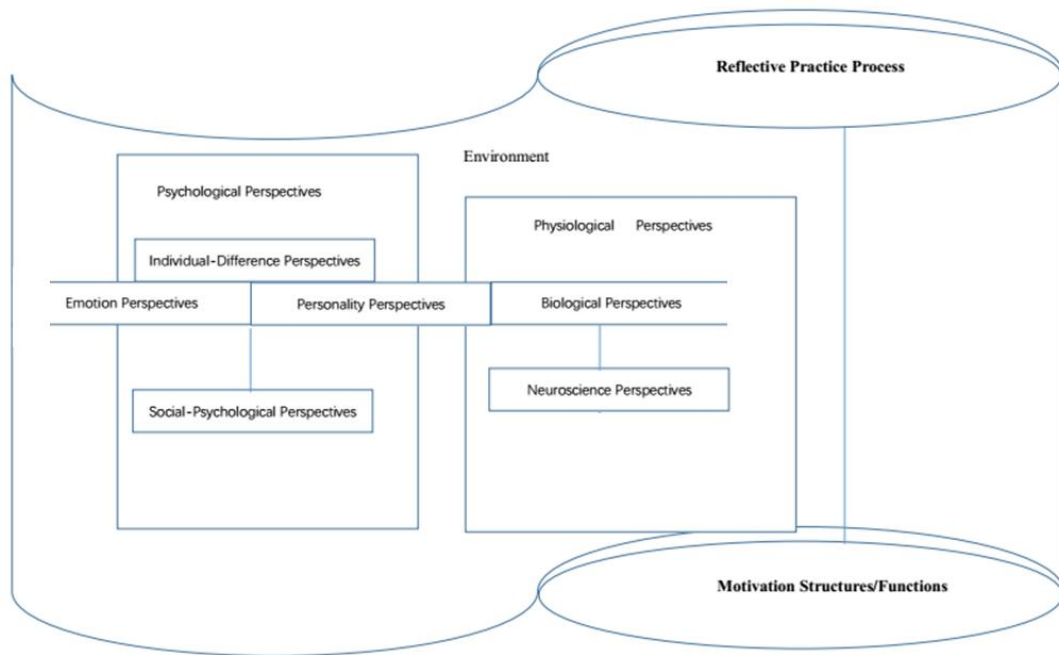 Reflective Practice Process
Environment
Psychological Perspectives
Physiological Perspectives
Individual-Difference Perspectives
Emotion Perspectives
Personality Perspectives
Biological Perspectives
Neuroscience Perspectives
Social-Psychological Perspectives
Motivation Structures/Functions